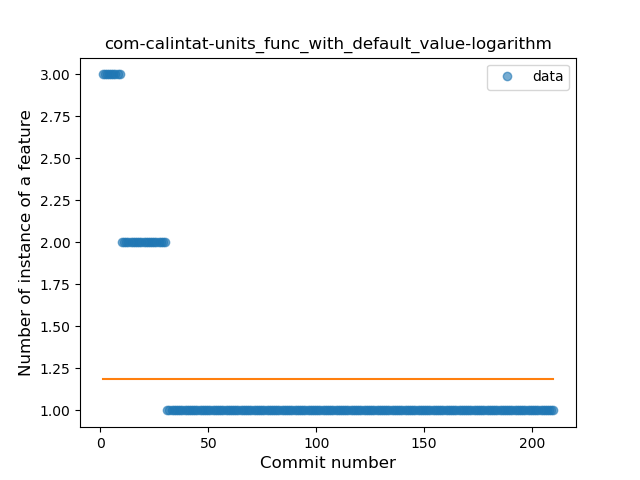 com-calintat-units_func_with_default_value-logarithm
data
Number of instance of a feature
3.00
2.75
2.50
2.25
2.00
1.75
1.50
1.25
1.00
0 50 100 150 200
Commit number